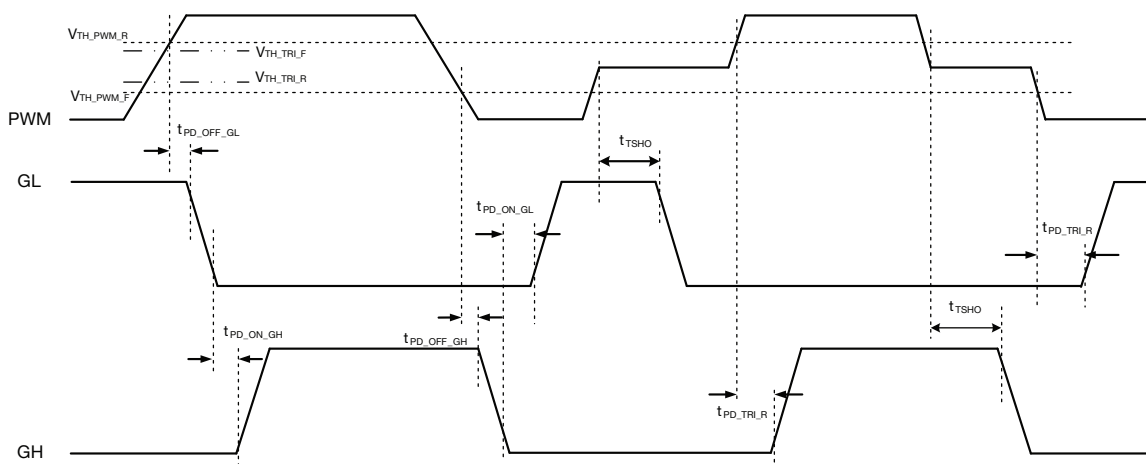 VTH_PWM_R
VTH_TRI_F
VTH_TRI_R
VTH_PWM_F
PWM
tPD_OFF_GL
tTSHO
GL
tPD_ON_GL
tPD_TRI_R
tTSHO
tPD_ON_GH
tPD_OFF_GH
tPD_TRI_R
GH